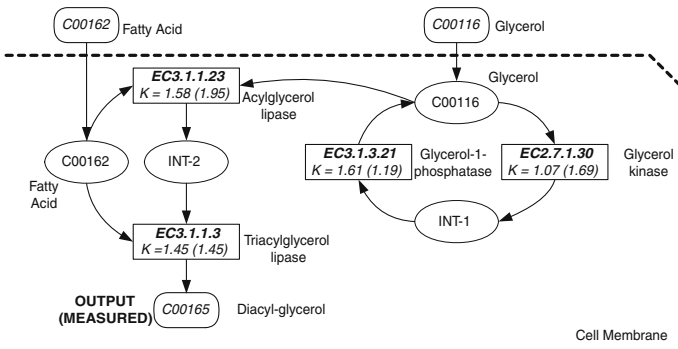 C00162
Fatty Acid
C00116
Glycerol
EC3.1.1.23
K = 1.58 (1.95)
Acylglycerol
lipase
Glycerol
C00116
C00162
Fatty
Acid
INT-2
EC3.1.3.21
K = 1.61 (1.19)
Glycerol-1-
phosphatase
EC2.7.1.30
K = 1.07 (1.69)
Glycerol
kinase
INT-1
EC3.1.1.3
K =1.45 (1.45)
Triacylglycerol
lipase
OUTPUT
(MEASURED)
C00165
Diacyl-glycerol
Cell Membrane